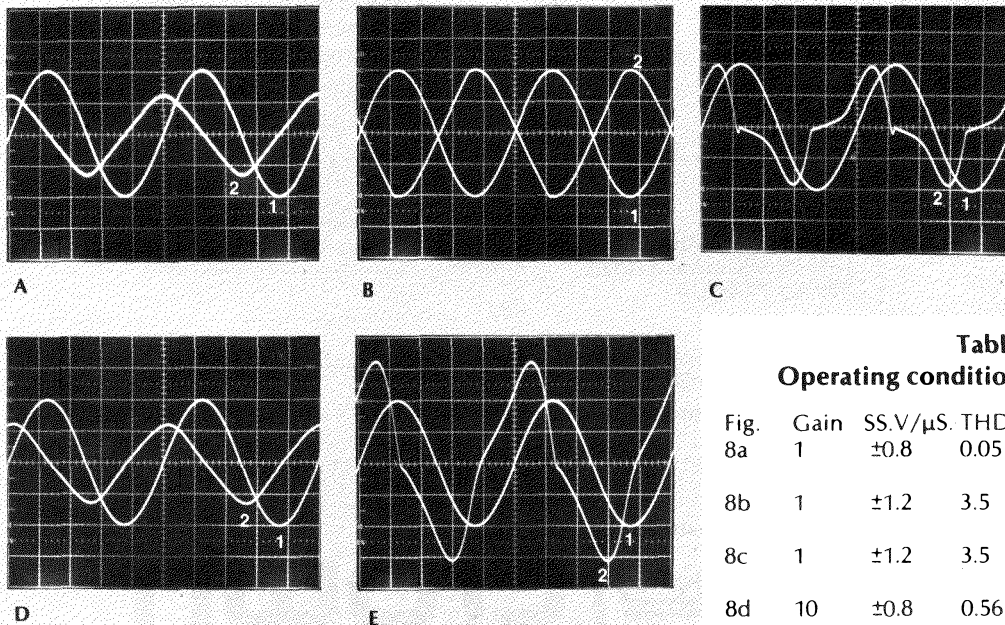 2
1
2
1
2
1
A
B
C
2
1
1
2
D
E
Tabl
Operating conditio
Fig. Gain SS.V/μS. THD
8a 1 ±0.8 0.05
8b 1 ±1.2 3.5
8c 1 ±1.2 3.5
8d 10 ±0.8 0.56